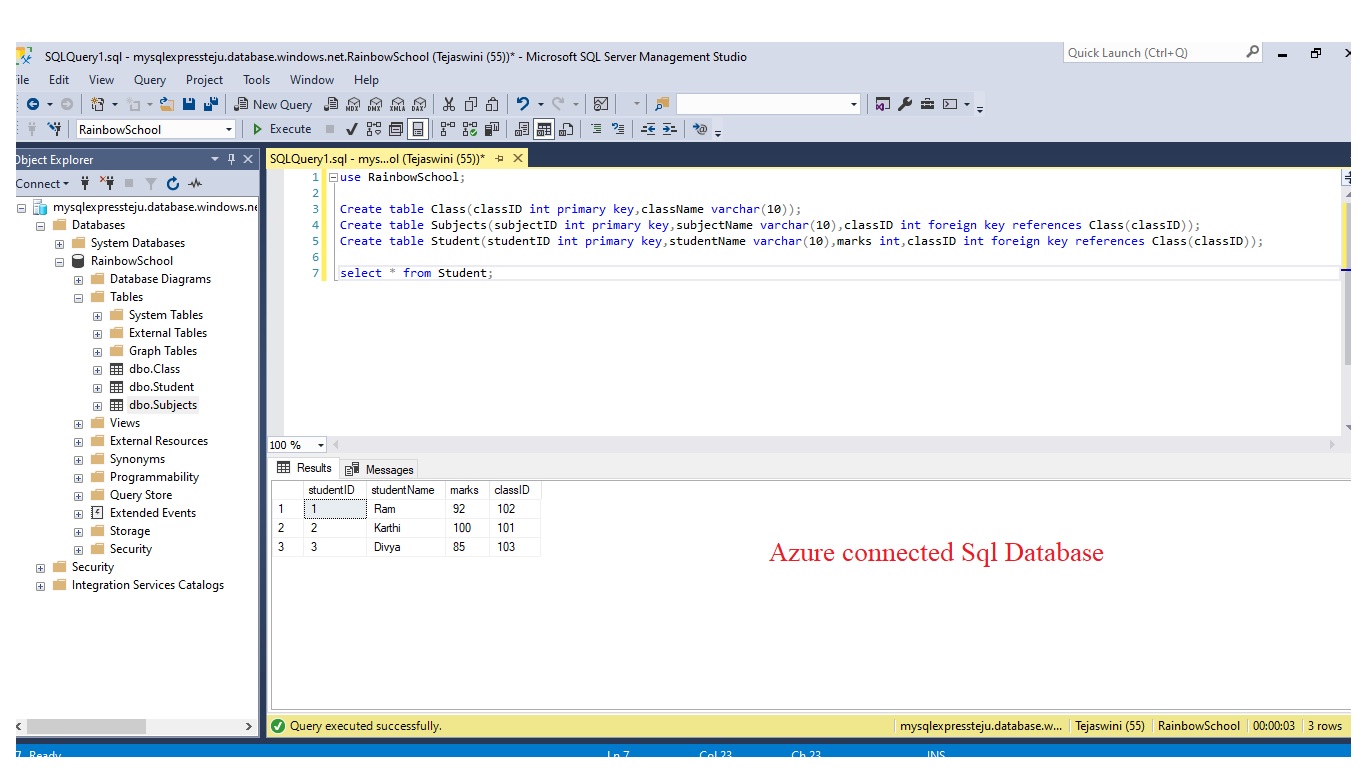 SQLQuery1.sql - mysqlexpressteju.database.windows.net.RainbowSchool (Tejaswini (55))* - Microsoft SQL Server Management Studio
Quick Launch (Ctrl+Q)
ile Edit View Query Project Tools Window Help
New Query
MDX DMX XMLA DAX
RainbowSchool
Execute
Object Explorer
SQLQuery1.sql - mys...ol (Tejaswini (55))*
Connect
mysqlexpressteju.database.windows.ne
Databases
System Databases
RainbowSchool
Database Diagrams
Tables
System Tables
External Tables
Graph Tables
dbo.Class
dbo.Student
dbo.Subjects
Views
External Resources
Synonyms
Programmability
Query Store
Extended Events
Storage
Security
Security
Integration Services Catalogs
1 use RainbowSchool;
2
3 Create table Class(classID int primary key,className varchar(10));
4 Create table Subjects(subjectID int primary key,subjectName varchar(10),classID int foreign key references Class(classID));
5 Create table Student(studentID int primary key,studentName varchar(10),marks int,classID int foreign key references Class(classID));
6
7 select * from Student;
100 %
Results Messages
studentID studentName marks classID
1 1 Ram 92 102
2 2 Karthi 100 101
3 3 Divya 85 103
Azure connected Sql Database
Query executed successfully.
mysqlexpressteju.database.w... Tejaswini (55) RainbowSchool 00:00:03 3 rows
Ready Ln 7 Col 23 Ch 23 INS